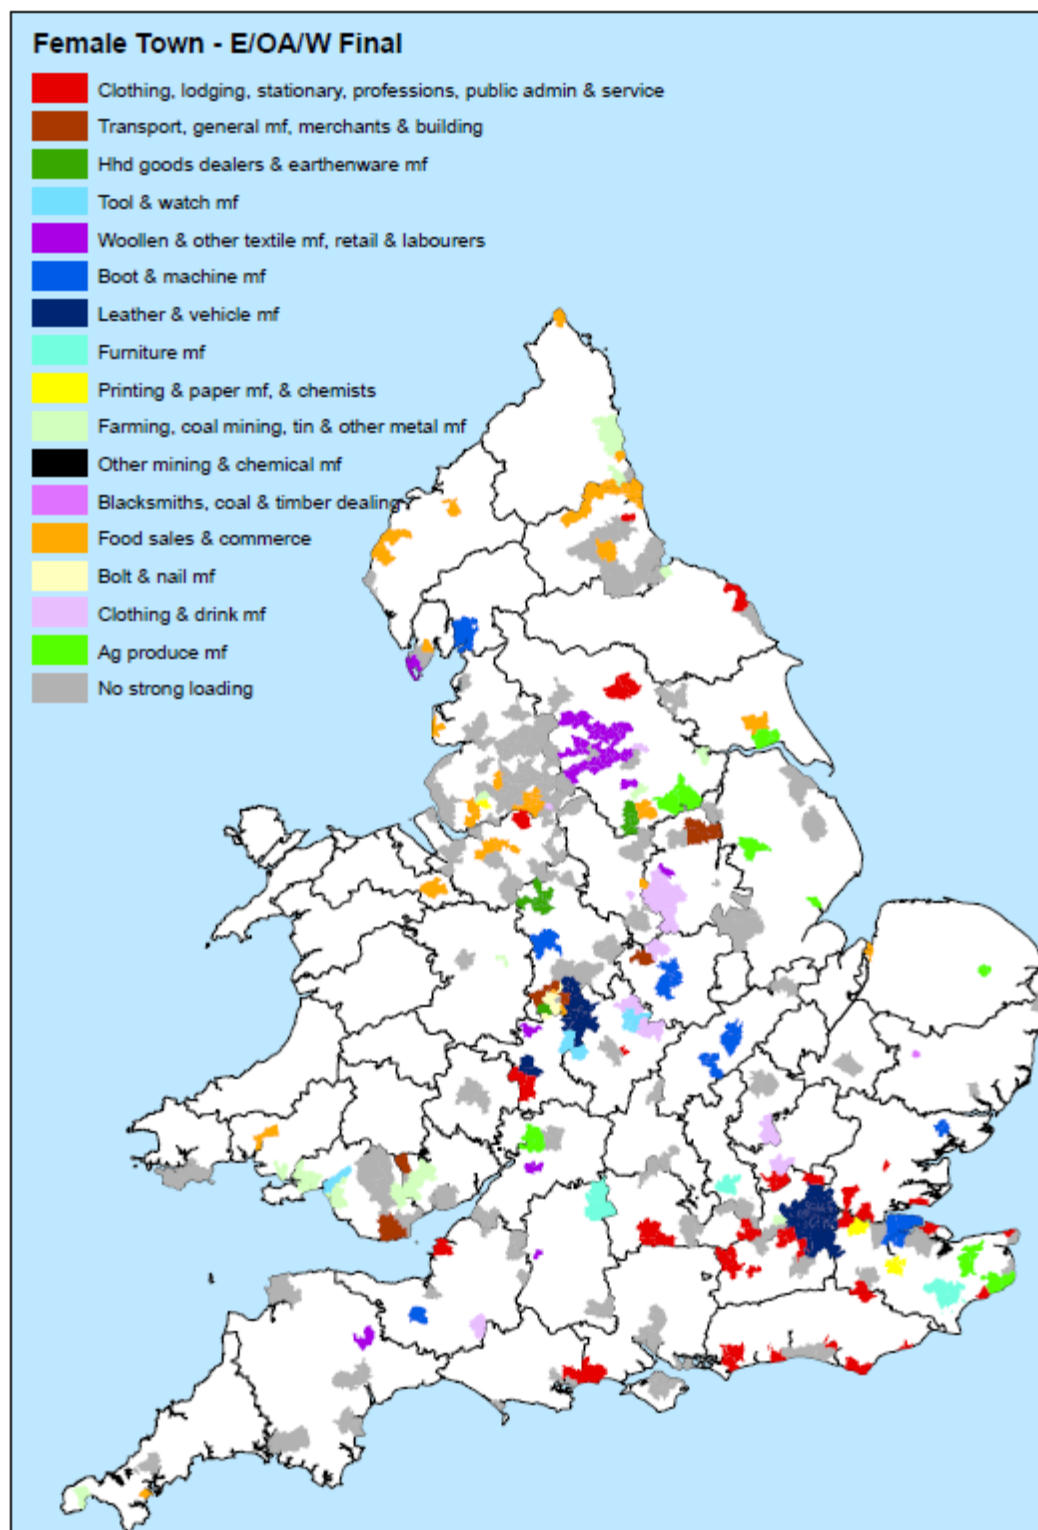 Female Town - E/OA/W Final
Clothing, lodging, stationary, professions, public admin & service
Transport, general mf, merchants & building
Hhd goods dealers & earthenware mf
Tool & watch mf
Woollen & other textile mf, retail & labourers
Boot & machine mf
Leather & vehicle mf
Furniture mf
Printing & paper mf, & chemists
Farming, coal mining, tin & other metal mf
Other mining & chemical mf
Blacksmiths, coal & timber dealing
Food sales & commerce
Bolt & nail mf
Clothing & drink mf
Ag produce mf
No strong loading